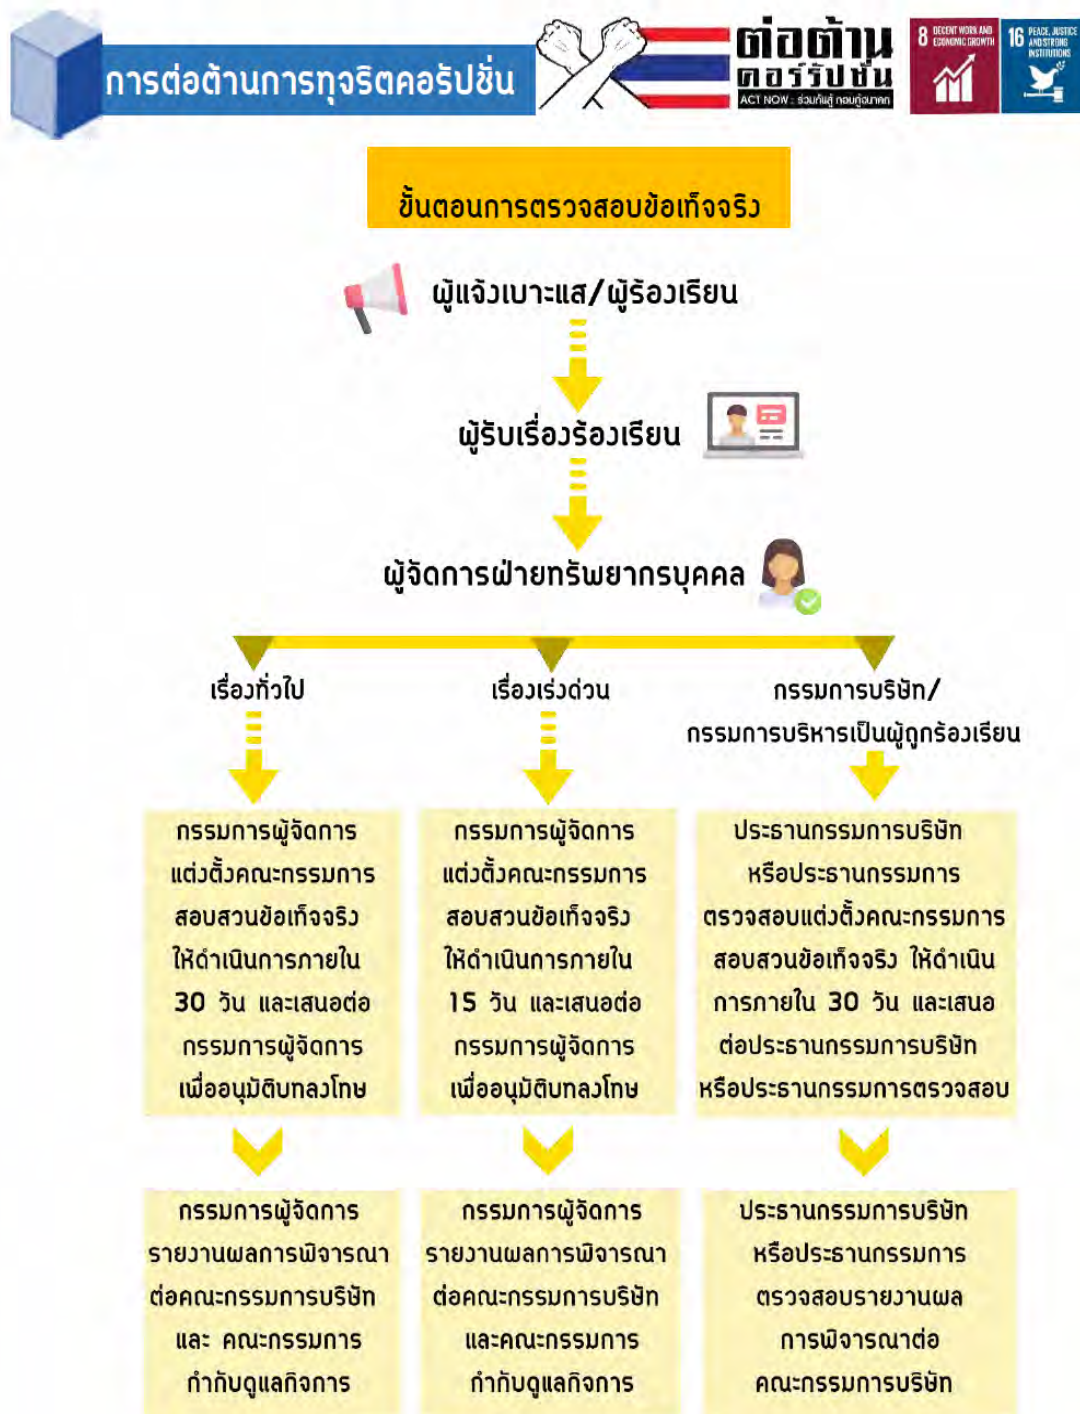 การต่อต้านการทุจริตคอรัปชั่น
ต่อต้าน
คอร์รัปชัน
ACT NOW : ร่วมกันสู้ กอบกู้อนาคต
8 DECENT WORK AND
ECONOMIC GROWTH
16 PEACE, JUSTICE
AND STRONG
INSTITUTIONS
ขั้นตอนการตรวจสอบข้อเท็จจริง
ผู้แจ้งเบาะแส/ผู้ร้องเรียน
ผู้รับเรื่องร้องเรียน
ผู้จัดการฝ่ายทรัพยากรบุคคล
เรื่องทั่วไป
เรื่องเร่งด่วน
กรรมการบริษัท/
กรรมการบริหารเป็นผู้ถูกร้องเรียน
กรรมการผู้จัดการ
แต่งตั้งคณะกรรมการ
สอบสวนข้อเท็จจริง
ให้ดำเนินการภายใน
30 วัน และเสนอต่อ
กรรมการผู้จัดการ
เพื่ออนุมัติบทลงโทษ
กรรมการผู้จัดการ
แต่งตั้งคณะกรรมการ
สอบสวนข้อเท็จจริง
ให้ดำเนินการภายใน
15 วัน และเสนอต่อ
กรรมการผู้จัดการ
เพื่ออนุมัติบทลงโทษ
ประธานกรรมการบริษัท
หรือประธานกรรมการ
ตรวจสอบแต่งตั้งคณะกรรมการ
สอบสวนข้อเท็จจริง ให้ดำเนิน
การภายใน 30 วัน และเสนอ
ต่อประธานกรรมการบริษัท
หรือประธานกรรมการตรวจสอบ
กรรมการผู้จัดการ
รายงานผลการพิจารณา
ต่อคณะกรรมการบริษัท
และ คณะกรรมการ
กำกับดูแลกิจการ
กรรมการผู้จัดการ
รายงานผลการพิจารณา
ต่อคณะกรรมการบริษัท
และคณะกรรมการ
กำกับดูแลกิจการ
ประธานกรรมการบริษัท
หรือประธานกรรมการ
ตรวจสอบรายงานผล
การพิจารณาต่อ
คณะกรรมการบริษัท